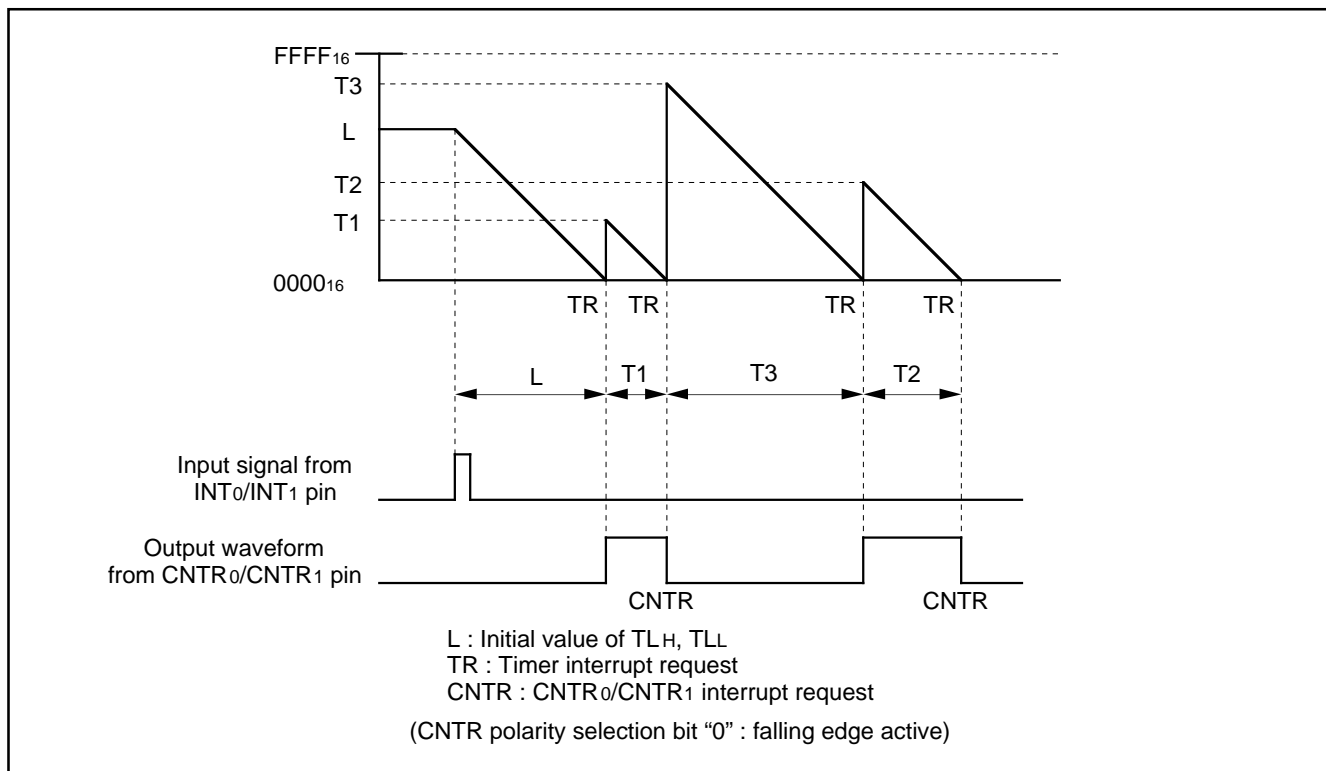 FFFF16
T3
L
T2
T1
000016
TR TR TR TR
L T1 T3 T2
Input signal from
INT0/INT1 pin
Output waveform
from CNTR0/CNTR1 pin
CNTR CNTR
L : Initial value of TLH, TLL
TR : Timer interrupt request
CNTR : CNTR0/CNTR1 interrupt request
(CNTR polarity selection bit “0” : falling edge active)